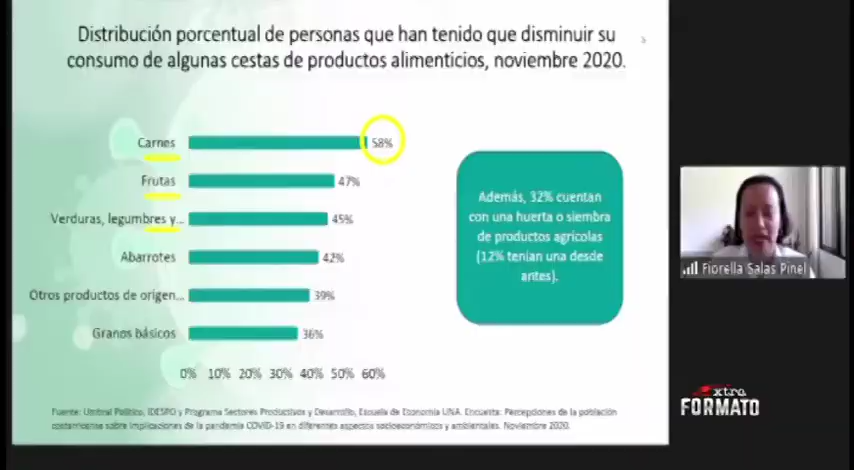 Distribución porcentual de personas que han tenido que disminuir su
consumo de algunas cestas de productos alimenticios, noviembre 2020.
Carnes 58%
Frutas 47%
Verduras, legumbres y... 45%
Abarrotes 42%
Otros productos de origen... 39%
Granos básicos 36%
0% 10% 20% 30% 40% 50% 60%
Además, 32% cuentan
con una huerta o siembra
de productos agrícolas
(12% tenían una desde
antes).
Fuente: Umbral Político, IDESPO y Programa Sectores Productivos y Desarrollo, Escuela de Economía UNA. Encuesta: Percepciones de la población
costarricense sobre implicaciones de la pandemia COVID-19 en diferentes aspectos socioeconómicos y ambientales. Noviembre 2020.
Fiorella Salas Pinel
Extra
FORMATO